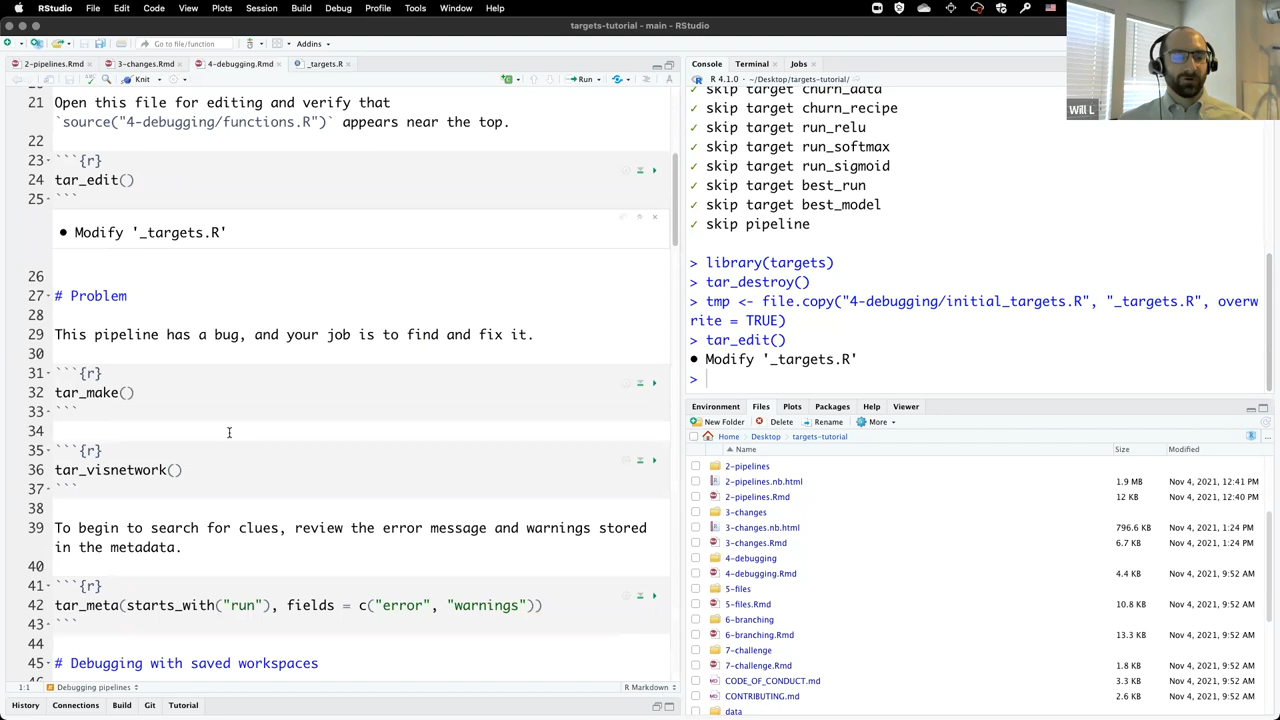 RStudio File Edit Code View Plots Session Build Debug Profile Tools Window Help
targets-tutorial - main - RStudio
Go to file/function Addins
2-pipelines.Rmd 3-changes.Rmd 4-debugging.Rmd _targets.R
Knit Run
21 Open this file for editing and verify that
`source("4-debugging/functions.R")` appears near the top.
22
23 ```{r}
24 tar_edit()
25 ```
● Modify '_targets.R'
26
27 # Problem
28
29 This pipeline has a bug, and your job is to find and fix it.
30
31 ```{r}
32 tar_make()
33 ```
34
35 ```{r}
36 tar_visnetwork()
37 ```
38
39 To begin to search for clues, review the error message and warnings stored
in the metadata.
40
41 ```{r}
42 tar_meta(starts_with("run"), fields = c("error", "warnings"))
43 ```
44
45 # Debugging with saved workspaces
1:1 Debugging pipelines R Markdown
History Connections Build Git Tutorial
Console Terminal Jobs
R 4.1.0 · ~/Desktop/targets-tutorial/
✓ skip target churn_data
✓ skip target churn_recipe
✓ skip target run_relu
✓ skip target run_softmax
✓ skip target run_sigmoid
✓ skip target best_run
✓ skip target best_model
✓ skip pipeline
> library(targets)
> tar_destroy()
> tmp <- file.copy("4-debugging/initial_targets.R", "_targets.R", overw
rite = TRUE)
> tar_edit()
● Modify '_targets.R'
>
Environment Files Plots Packages Help Viewer
New Folder Delete Rename More
Home Desktop targets-tutorial
Name Size Modified
2-pipelines
2-pipelines.nb.html 1.9 MB Nov 4, 2021, 12:41 PM
2-pipelines.Rmd 12 KB Nov 4, 2021, 12:40 PM
3-changes
3-changes.nb.html 796.6 KB Nov 4, 2021, 1:24 PM
3-changes.Rmd 6.7 KB Nov 4, 2021, 1:24 PM
4-debugging
4-debugging.Rmd 4.4 KB Nov 4, 2021, 9:52 AM
5-files
5-files.Rmd 10.8 KB Nov 4, 2021, 9:52 AM
6-branching
6-branching.Rmd 13.3 KB Nov 4, 2021, 9:52 AM
7-challenge
7-challenge.Rmd 1.8 KB Nov 4, 2021, 9:52 AM
CODE_OF_CONDUCT.md 3.3 KB Nov 4, 2021, 9:52 AM
CONTRIBUTING.md 2.6 KB Nov 4, 2021, 9:52 AM
data
Will L